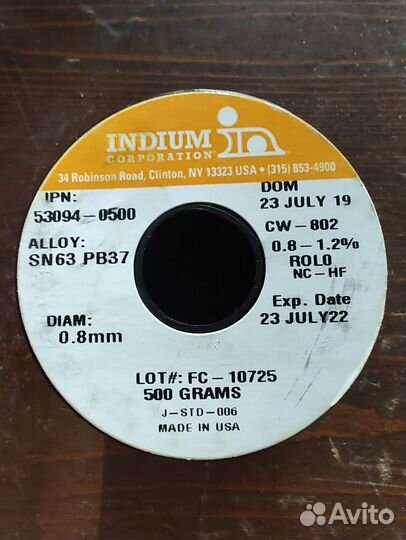 INDIUM
CORPORATION
34 Robinson Road, Clinton, NY 13323 USA • (315) 853-4900
IPN:
53094-0500
ALLOY:
SN63 PB37
DIAM:
0.8mm
DOM
23 JULY 19
CW-802
0.8-1.2%
ROL0
NC-HF
Exp. Date
23 JULY22
LOT#: FC-10725
500 GRAMS
J-STD-006
MADE IN USA
Avito